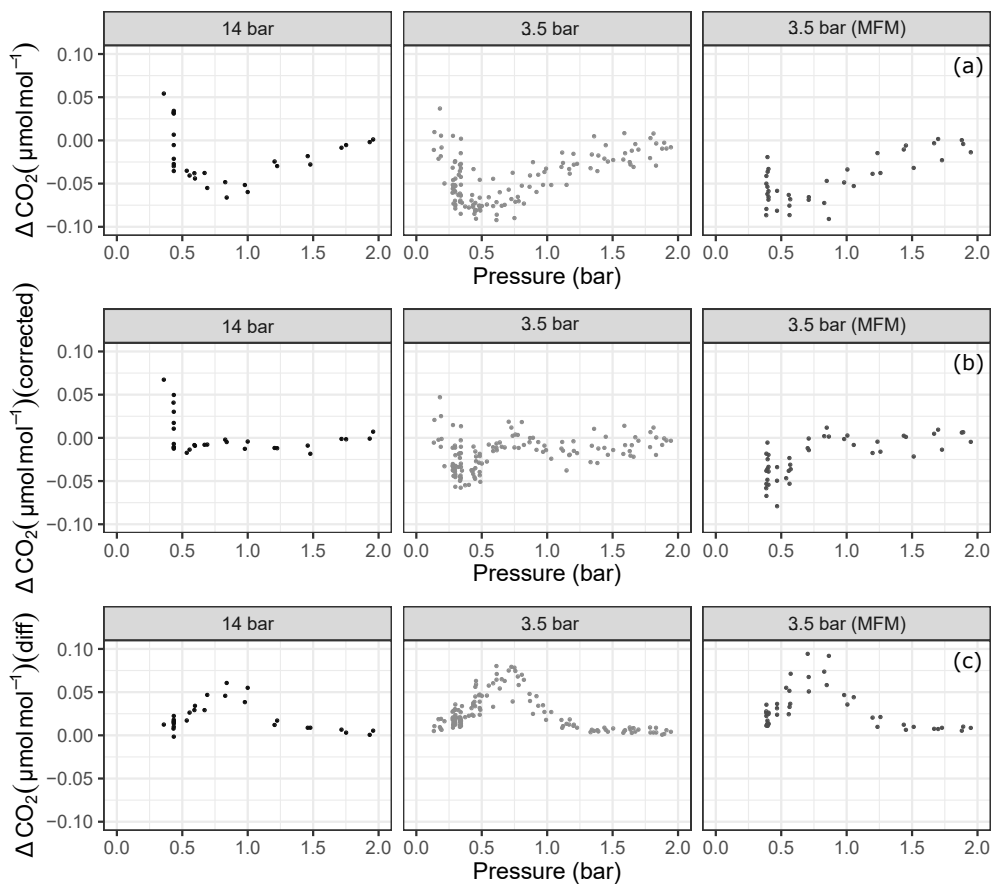 14 bar 3.5 bar 3.5 bar (MFM)
(a)
Δ CO₂(μmol mol⁻¹)
0.10
0.05
0.00
−0.05
−0.10
0.0 0.5 1.0 1.5 2.0 0.0 0.5 1.0 1.5 2.0 0.0 0.5 1.0 1.5 2.0
Pressure (bar)
14 bar 3.5 bar 3.5 bar (MFM)
(b)
Δ CO₂(μmol mol⁻¹)(corrected)
0.10
0.05
0.00
−0.05
−0.10
0.0 0.5 1.0 1.5 2.0 0.0 0.5 1.0 1.5 2.0 0.0 0.5 1.0 1.5 2.0
Pressure (bar)
14 bar 3.5 bar 3.5 bar (MFM)
(c)
Δ CO₂(μmol mol⁻¹)(diff)
0.10
0.05
0.00
−0.05
−0.10
0.0 0.5 1.0 1.5 2.0 0.0 0.5 1.0 1.5 2.0 0.0 0.5 1.0 1.5 2.0
Pressure (bar)